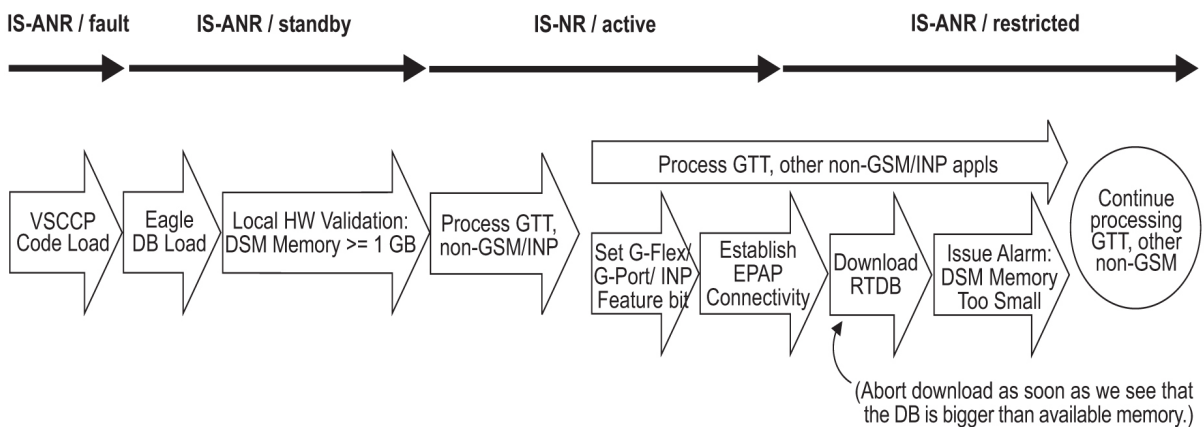 IS-ANR / fault
IS-ANR / standby
IS-NR / active
IS-ANR / restricted
VSCCP
Code Load
Eagle
DB Load
Local HW Validation:
DSM Memory >= 1 GB
Process GTT,
non-GSM/INP
Process GTT, other non-GSM/INP appls
Set G-Flex/
G-Port/ INP
Feature bit
Establish
EPAP
Connectivity
Download
RTDB
Issue Alarm:
DSM Memory
Too Small
Continue
processing
GTT, other
non-GSM
(Abort download as soon as we see that
the DB is bigger than available memory.)